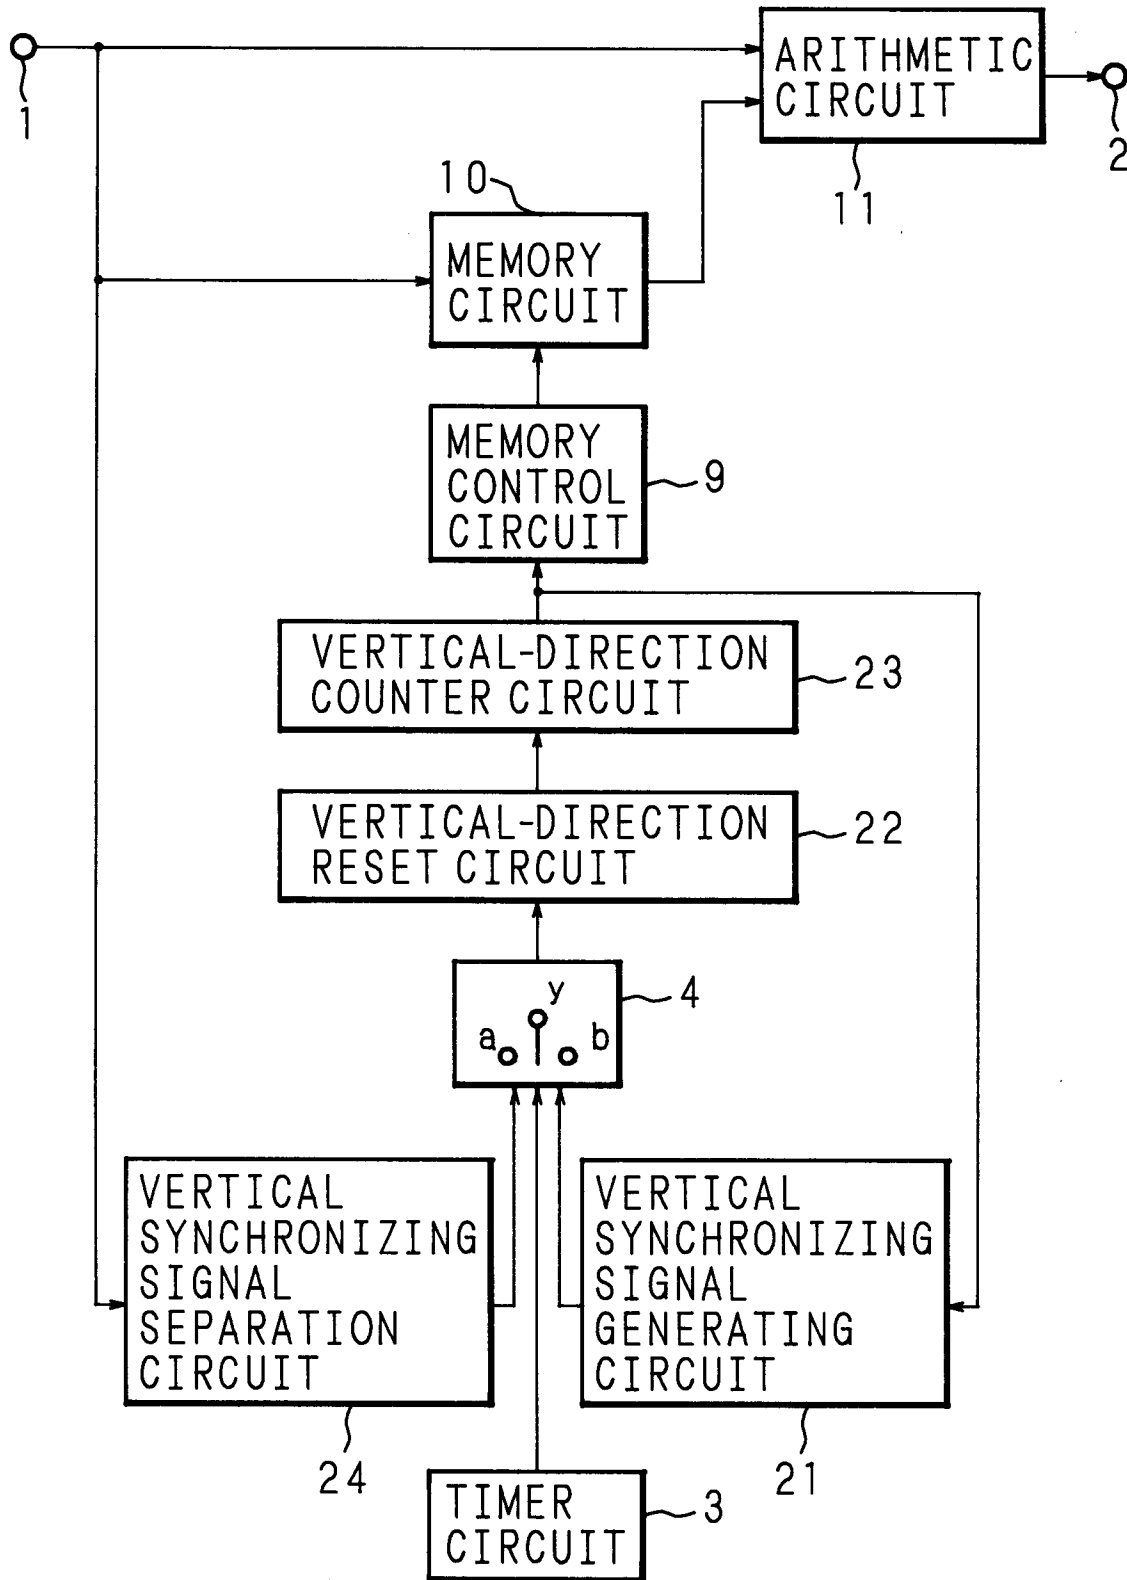 1
ARITHMETIC
CIRCUIT
2
11
10
MEMORY
CIRCUIT
MEMORY
CONTROL
CIRCUIT
9
VERTICAL-DIRECTION
COUNTER CIRCUIT
23
VERTICAL-DIRECTION
RESET CIRCUIT
22
y
a
b
4
VERTICAL
SYNCHRONIZING
SIGNAL
SEPARATION
CIRCUIT
24
VERTICAL
SYNCHRONIZING
SIGNAL
GENERATING
CIRCUIT
21
TIMER
CIRCUIT
3